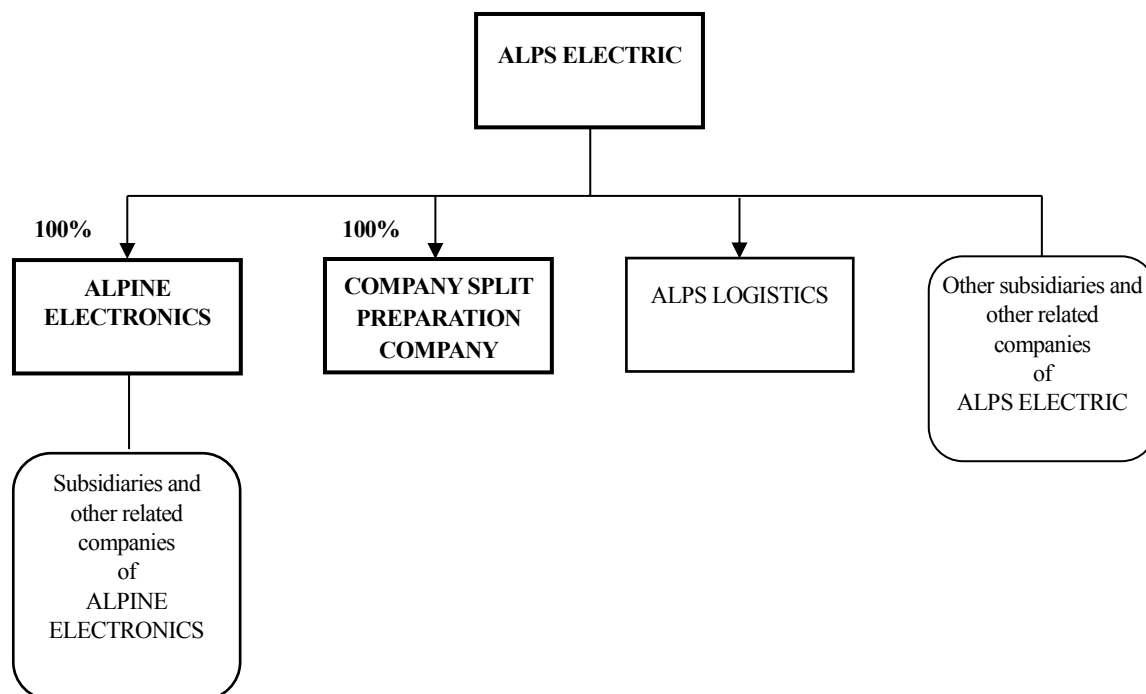 ALPS ELECTRIC
100%
100%
ALPINE
ELECTRONICS
COMPANY SPLIT
PREPARATION
COMPANY
ALPS LOGISTICS
Other subsidiaries and
other related
companies
of
ALPS ELECTRIC
Subsidiaries and
other related
companies
of
ALPINE
ELECTRONICS